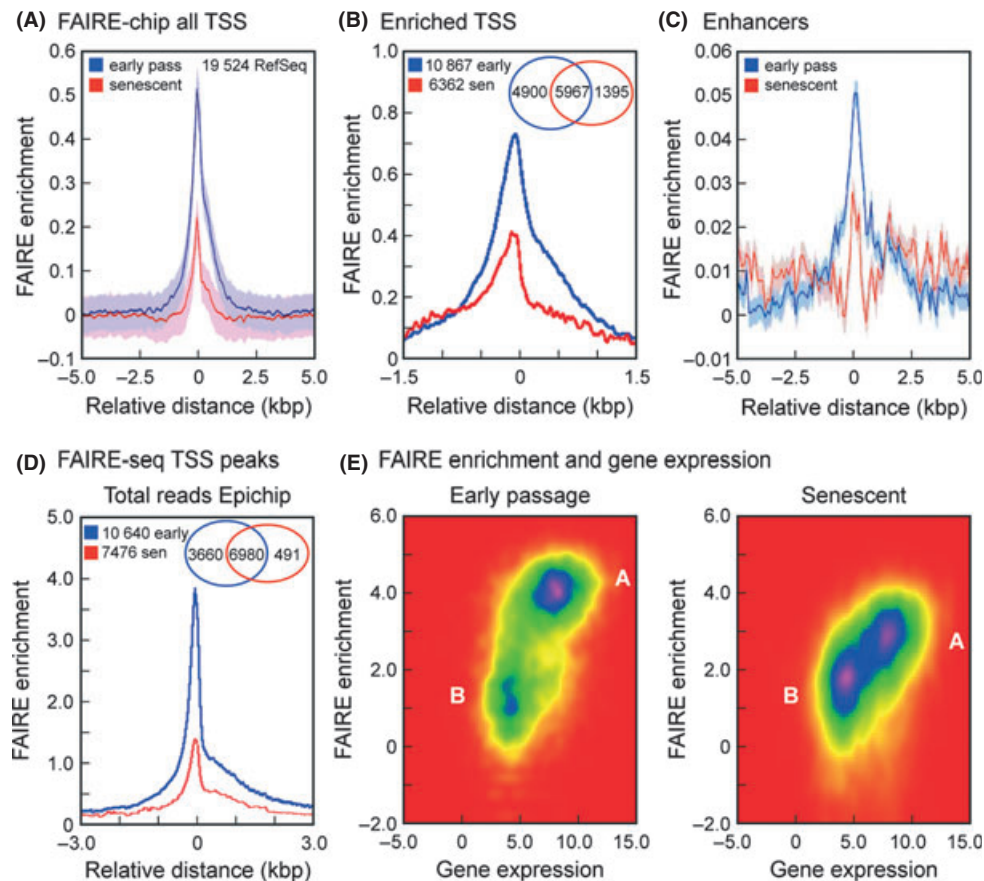 (A) FAIRE-chip all TSS
0.6
0.5
0.4
0.3
0.2
0.1
0
–0.1
early pass
19 524 RefSeq
senescent
FAIRE enrichment
–5.0
–2.5
0
2.5
5.0
Relative distance (kbp)
(B) Enriched TSS
1.0
0.8
0.6
0.4
0.2
0
10 867 early
6362 sen
4900
5967
1395
FAIRE enrichment
–1.5
0
1.5
Relative distance (kbp)
(C) Enhancers
0.06
0.05
0.04
0.03
0.02
0.01
0
–0.01
early pass
senescent
FAIRE enrichment
–5.0
–2.5
0
2.5
5.0
Relative distance (kbp)
(D) FAIRE-seq TSS peaks
Total reads Epichip
5.0
4.0
3.0
2.0
1.0
0
10 640 early
7476 sen
3660
6980
491
FAIRE enrichment
–3.0
0
3.0
Relative distance (kbp)
(E) FAIRE enrichment and gene expression
Early passage
6.0
4.0
2.0
0
–2.0
A
B
FAIRE enrichment
–5.0
0
5.0
10.0
15.0
Gene expression
Senescent
6.0
4.0
2.0
0
–2.0
A
B
FAIRE enrichment
–5.0
0
5.0
10.0
15.0
Gene expression